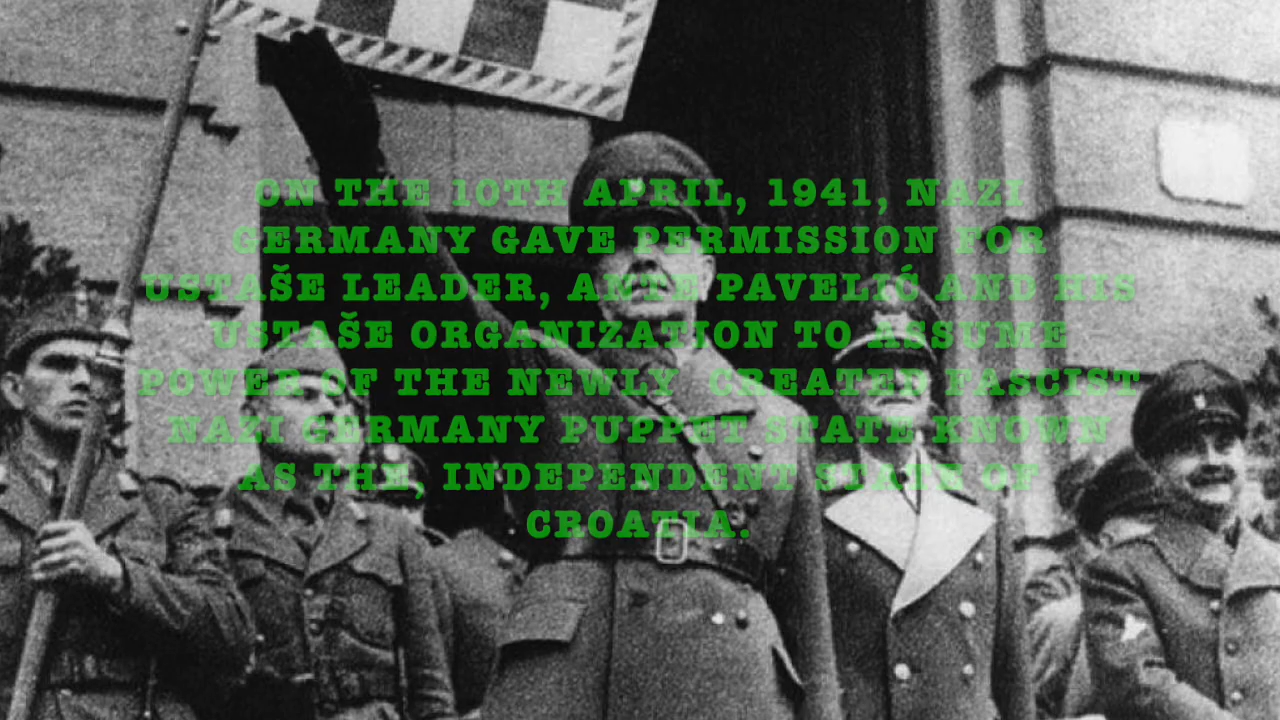 ON THE 10TH APRIL, 1941, NAZI
GERMANY GAVE PERMISSION FOR
USTAŠE LEADER, ANTE PAVELIĆ AND HIS
USTAŠE ORGANIZATION TO ASSUME
POWER OF THE NEWLY CREATED FASCIST
NAZI GERMANY PUPPET STATE KNOWN
AS THE, INDEPENDENT STATE OF
CROATIA.